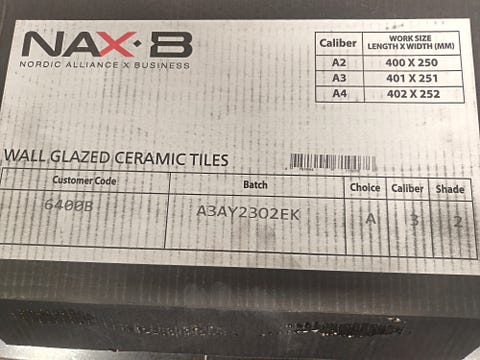 NAX·B
NORDIC ALLIANCE X BUSINESS
Caliber WORK SIZE LENGTH X WIDTH (MM)
A2 400 X 250
A3 401 X 251
A4 402 X 252
WALL GLAZED CERAMIC TILES
Customer Code Batch Choice Caliber Shade
6400B A3AY2302EK A 3 2